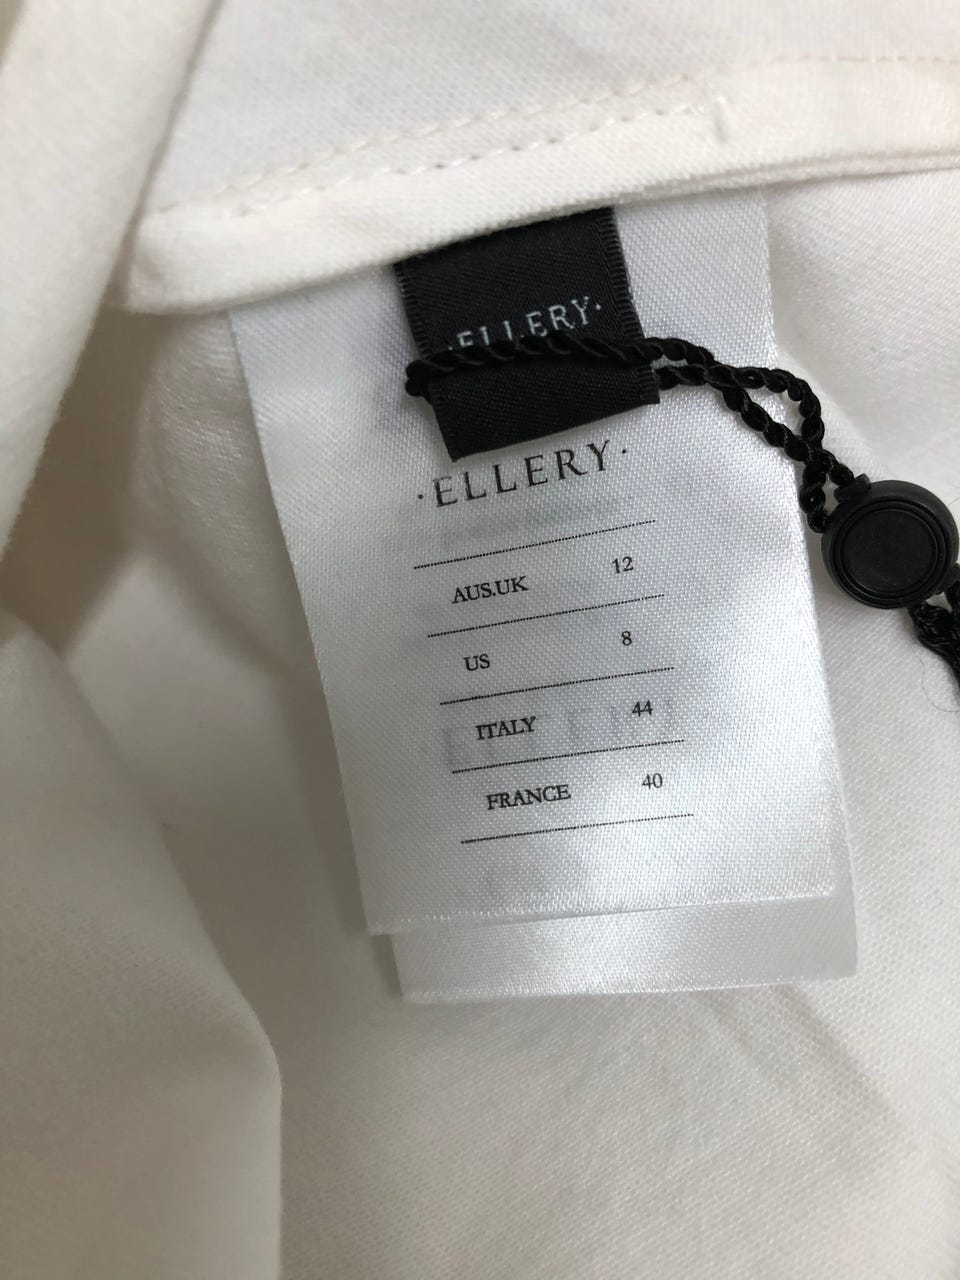 ·ELLERY·
·ELLERY·
AUS.UK 12
US 8
ITALY 44
FRANCE 40